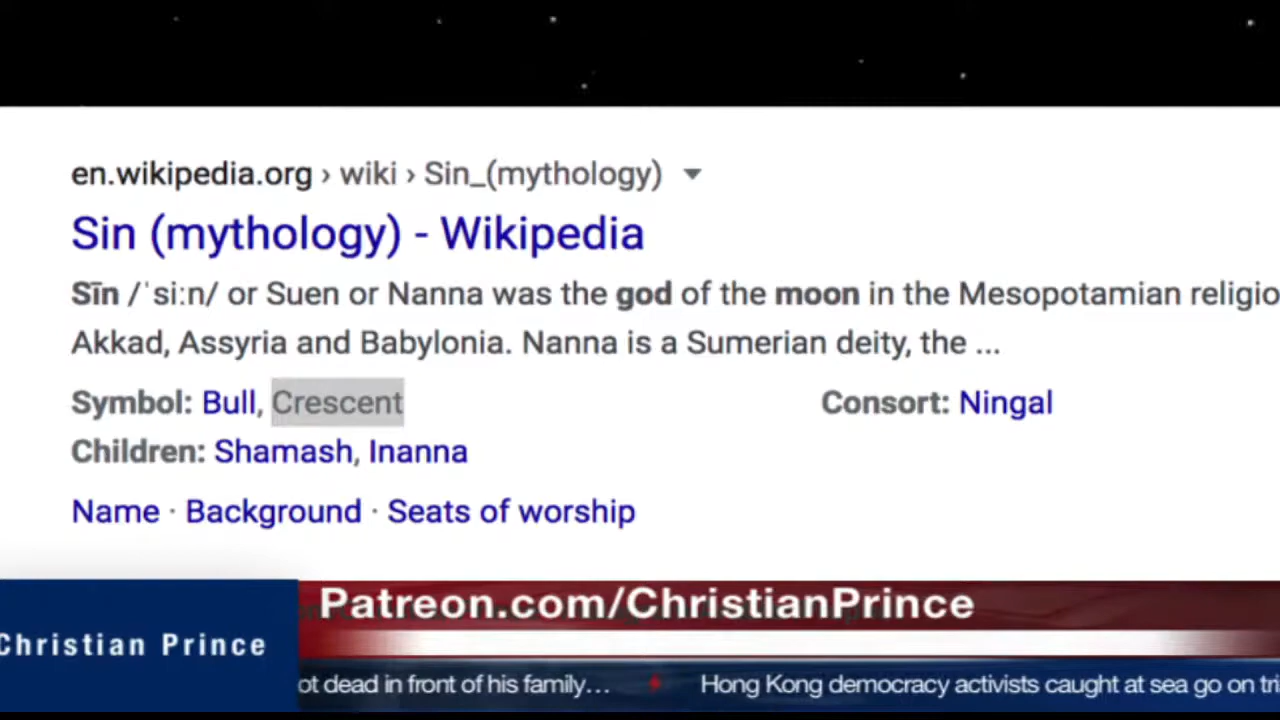 en.wikipedia.org › wiki › Sin_(mythology)
Sin (mythology) - Wikipedia
Sīn /ˈsiːn/ or Suen or Nanna was the god of the moon in the Mesopotamian religio
Akkad, Assyria and Babylonia. Nanna is a Sumerian deity, the ...
Symbol: Bull, Crescent Consort: Ningal
Children: Shamash, Inanna
Name · Background · Seats of worship
Patreon.com/ChristianPrince
Christian Prince
ot dead in front of his family… Hong Kong democracy activists caught at sea go on tri